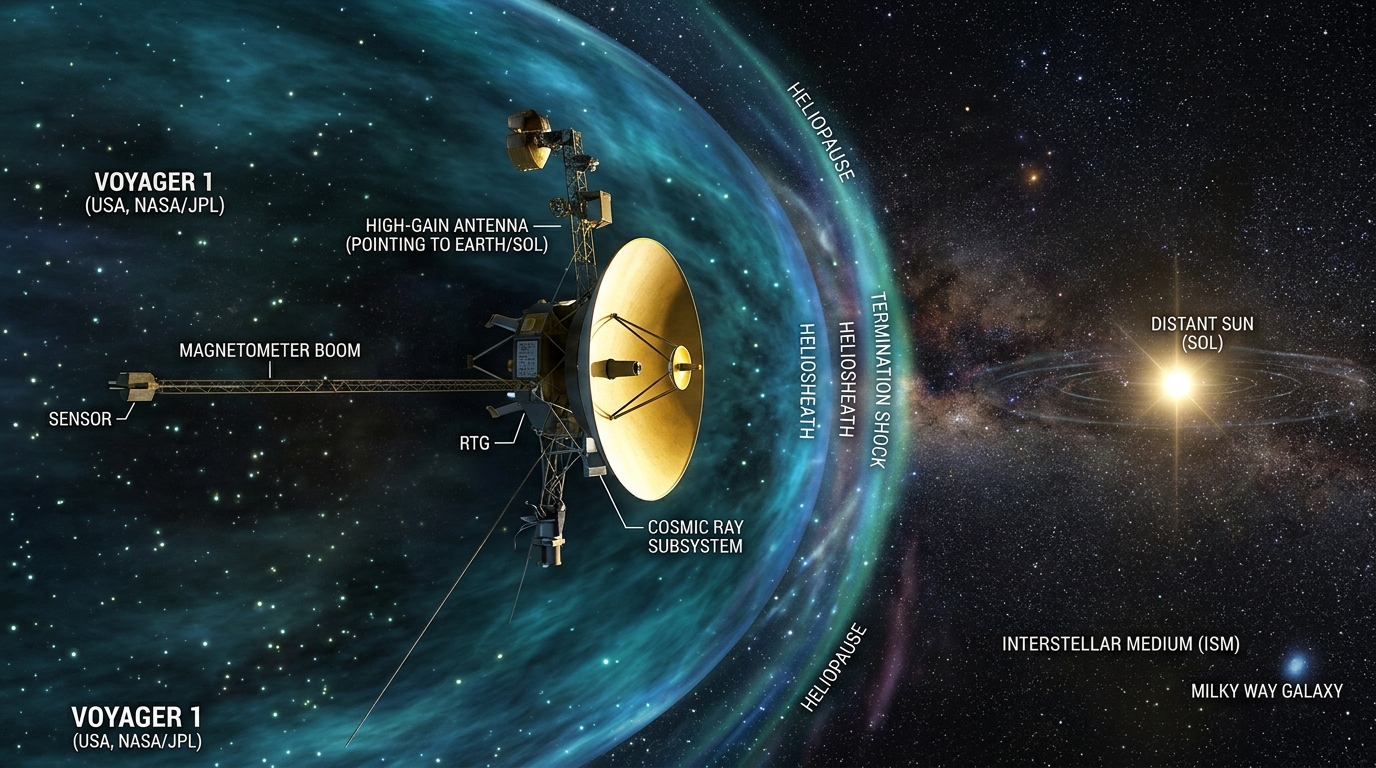 VOYAGER 1
(USA, NASA/JPL)
HIGH-GAIN ANTENNA
(POINTING TO EARTH/SOL)
MAGNETOMETER BOOM
SENSOR
RTG
COSMIC RAY
SUBSYSTEM
HELIOPAUSE
HELIOSHEATH
HELIOSHEATH
TERMINATION SHOCK
HELIOPAUSE
DISTANT SUN
(SOL)
INTERSTELLAR MEDIUM (ISM)
MILKY WAY GALAXY
VOYAGER 1
(USA, NASA/JPL)